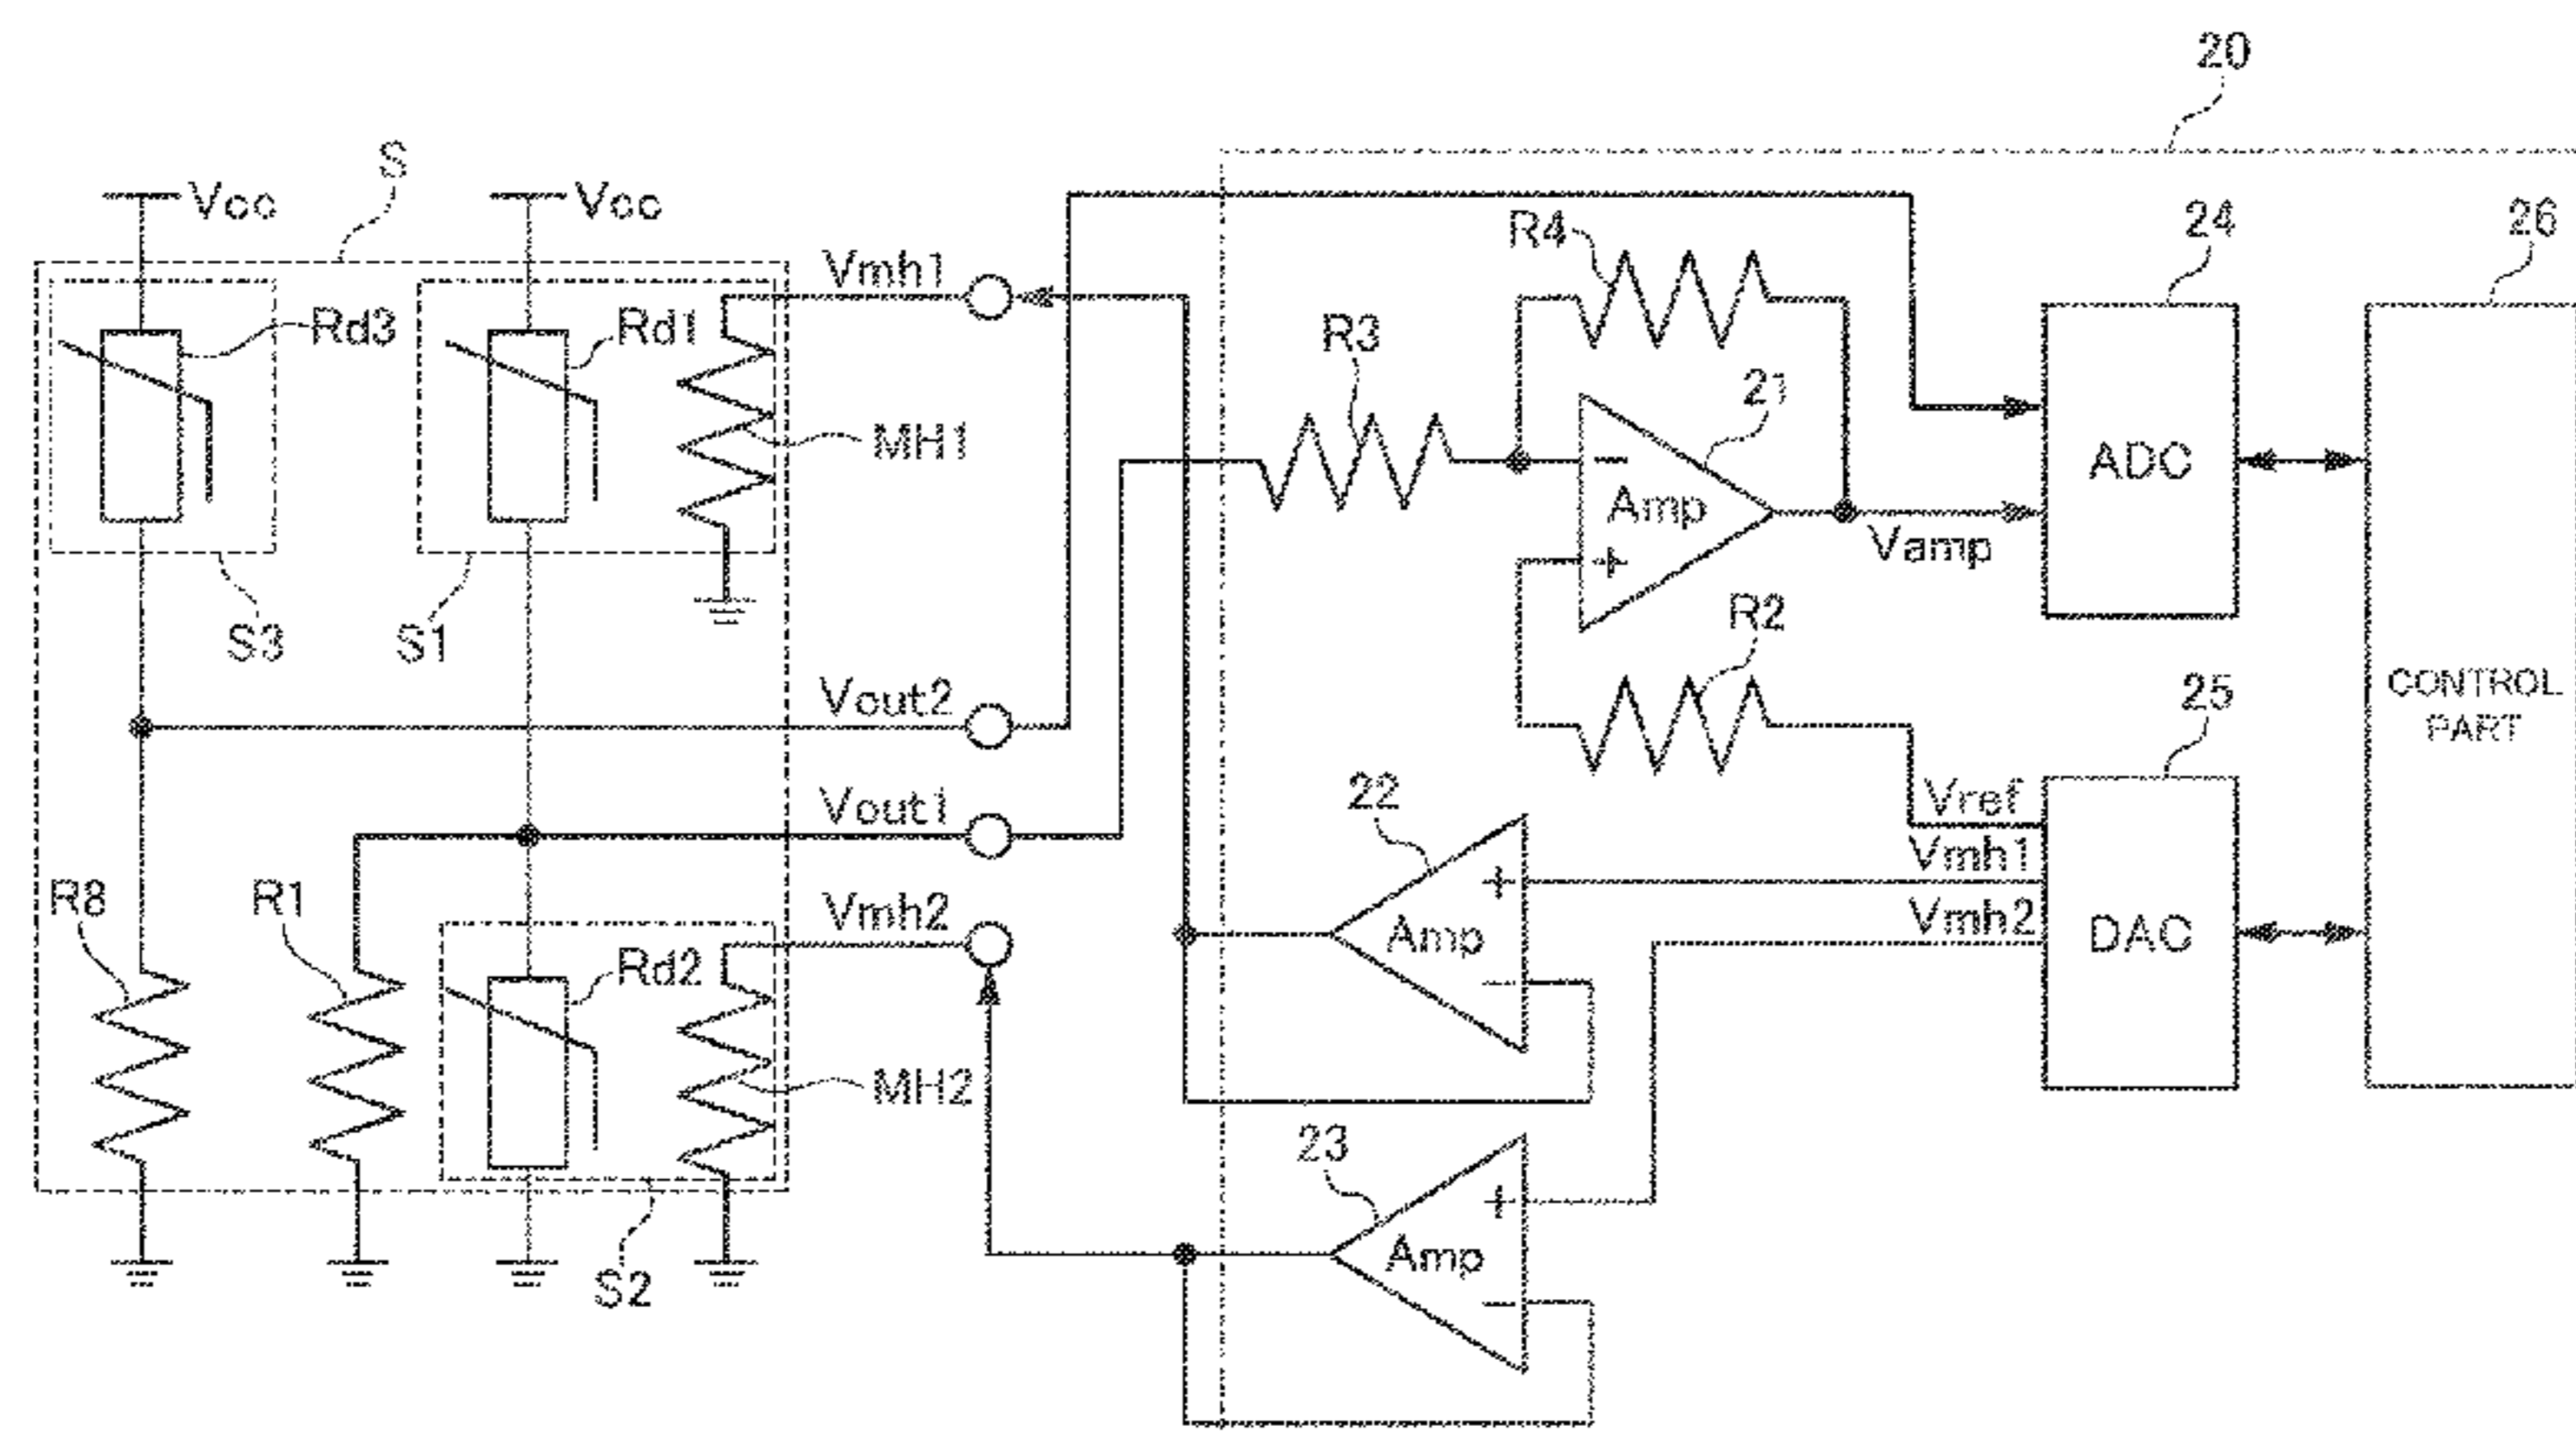 20
S
Vcc
Vcc
R4
24
26
Vmh1
Rd3
Rd1
R3
21
MH1
-
Amp
+
ADC
Vamp
S3
S1
R2
Vout2
CONTROL
PART
25
Vout1
22
Vref
Vmh1
R8
R1
Vmh2
+
Amp
-
Vmh2
DAC
Rd2
MH2
23
+
Amp
-
S2